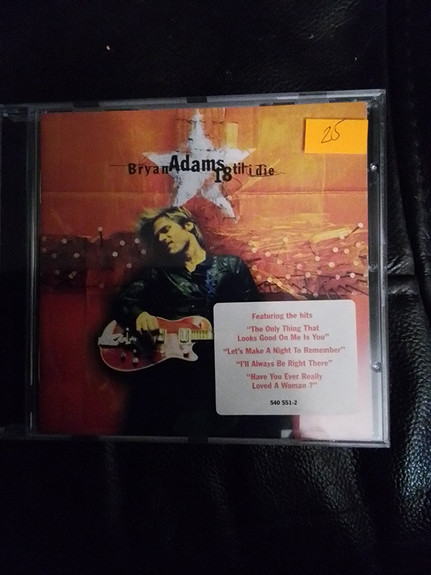 25
Bryan Adams
18 til i die
Featuring the hits
"The Only Thing That
Looks Good On Me Is You"
"Let's Make A Night To Remember"
"I'll Always Be Right There"
"Have You Ever Really
Loved A Woman ?"
540 551-2